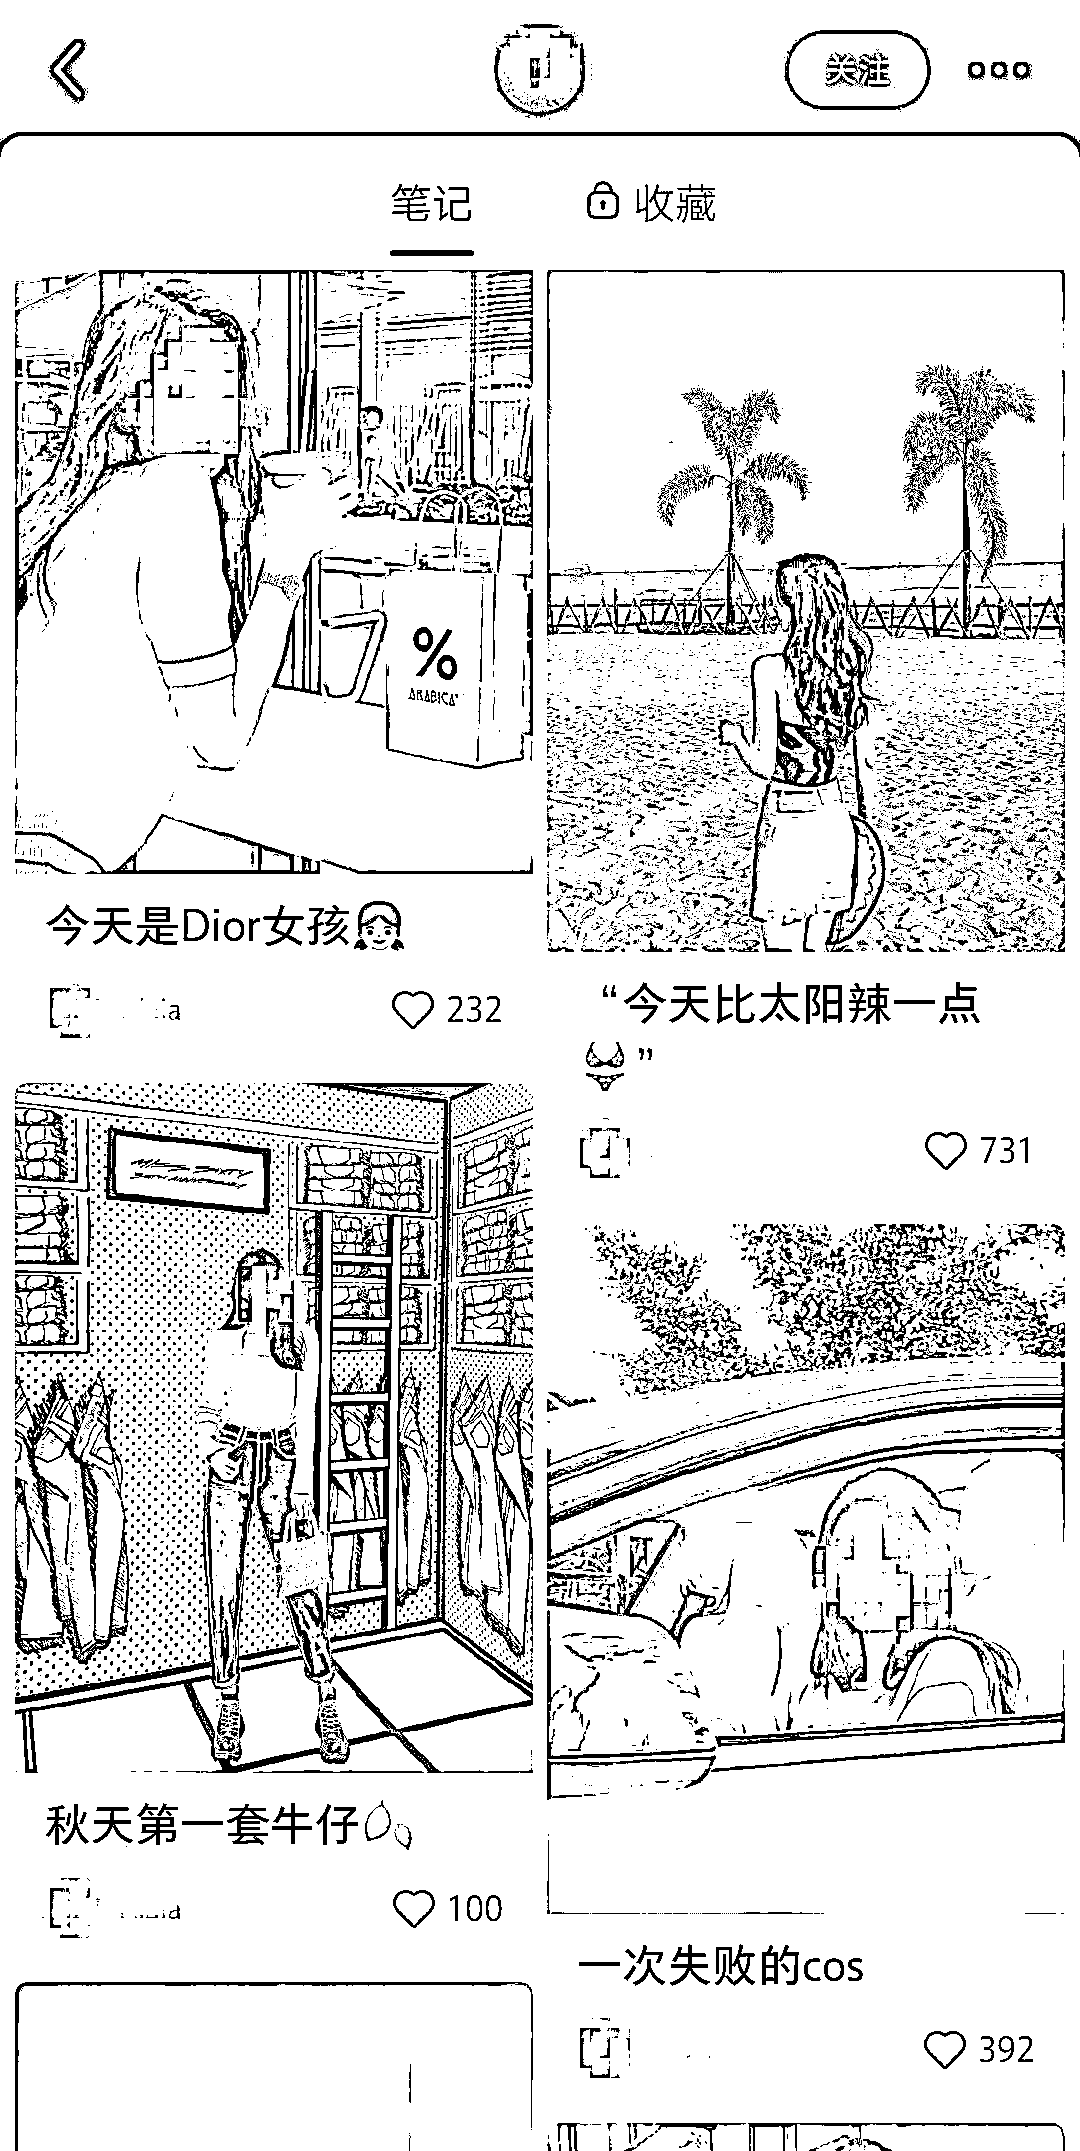 关注
笔记
收藏
%
ARABICA
今天是Dior女孩
232
“今天比太阳辣一点
”
731
秋天第一套牛仔
100
一次失败的cos
392